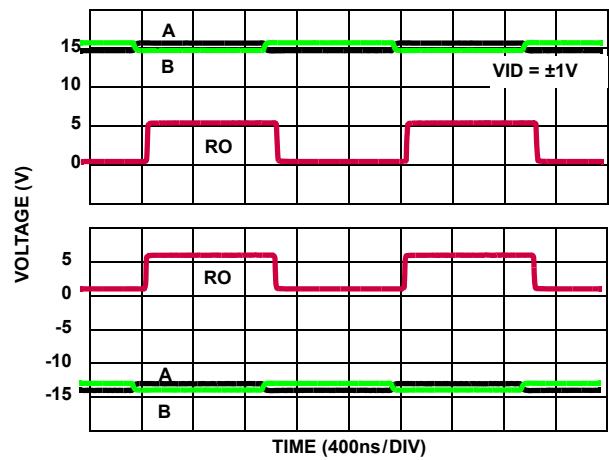 15
A
B
VID = ±1V
10
5
RO
0
VOLTAGE (V)
5
RO
0
-5
-10
A
-15
B
TIME (400ns/DIV)